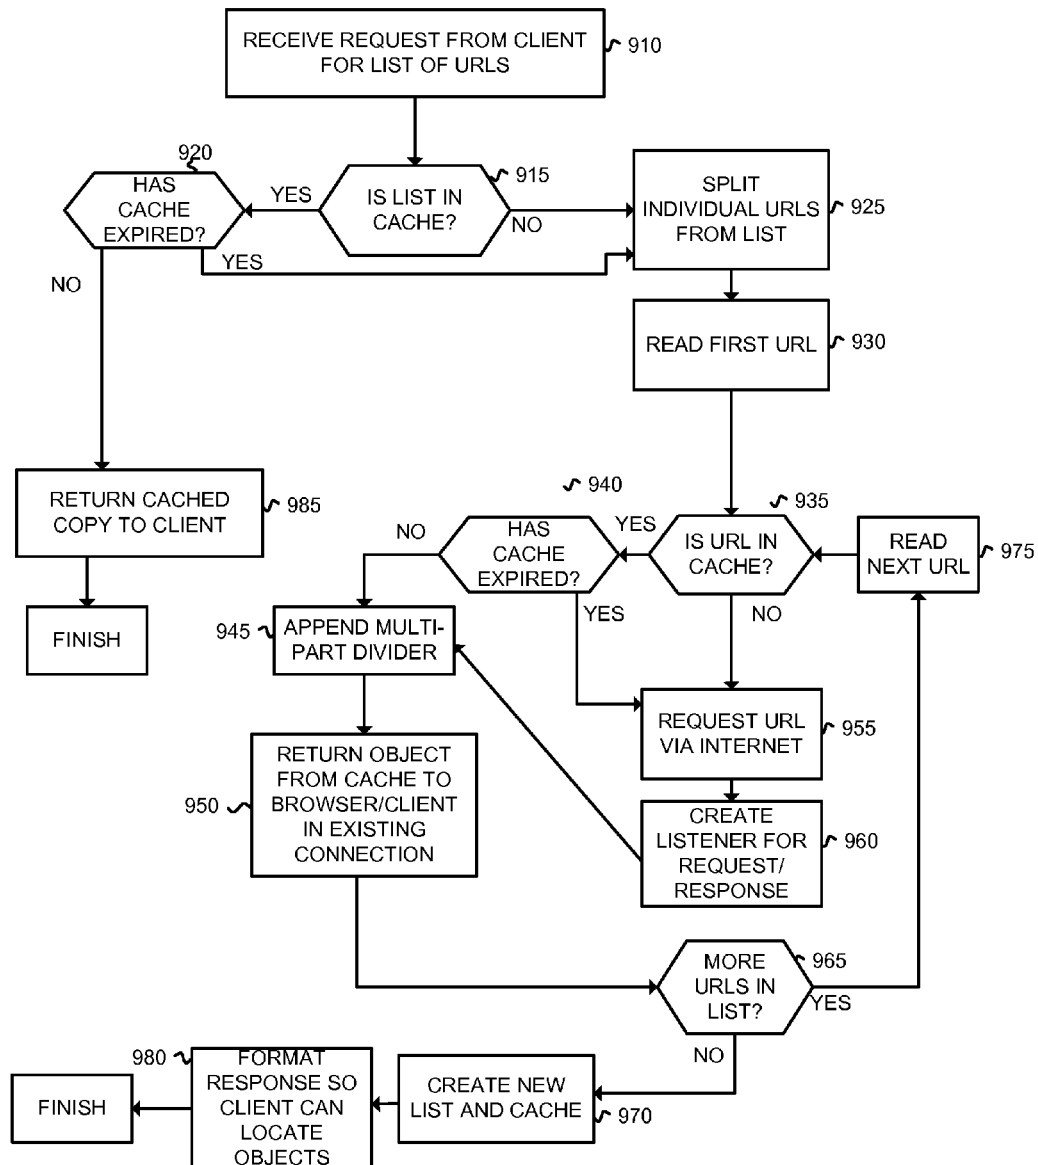 RECEIVE REQUEST FROM CLIENT
FOR LIST OF URLS
910
920
HAS
CACHE
EXPIRED?
YES
IS LIST IN
CACHE?
915
NO
SPLIT
INDIVIDUAL URLS
FROM LIST
925
YES
NO
READ FIRST URL
930
RETURN CACHED
COPY TO CLIENT
985
FINISH
940
935
NO
HAS
CACHE
EXPIRED?
YES
IS URL IN
CACHE?
READ
NEXT URL
975
YES
NO
945
APPEND MULTI-
PART DIVIDER
REQUEST URL
VIA INTERNET
955
950
RETURN OBJECT
FROM CACHE TO
BROWSER/CLIENT
IN EXISTING
CONNECTION
CREATE
LISTENER FOR
REQUEST/
RESPONSE
960
MORE
URLS IN
LIST?
965
YES
NO
980
FORMAT
RESPONSE SO
CLIENT CAN
LOCATE
OBJECTS
CREATE NEW
LIST AND CACHE
970
FINISH